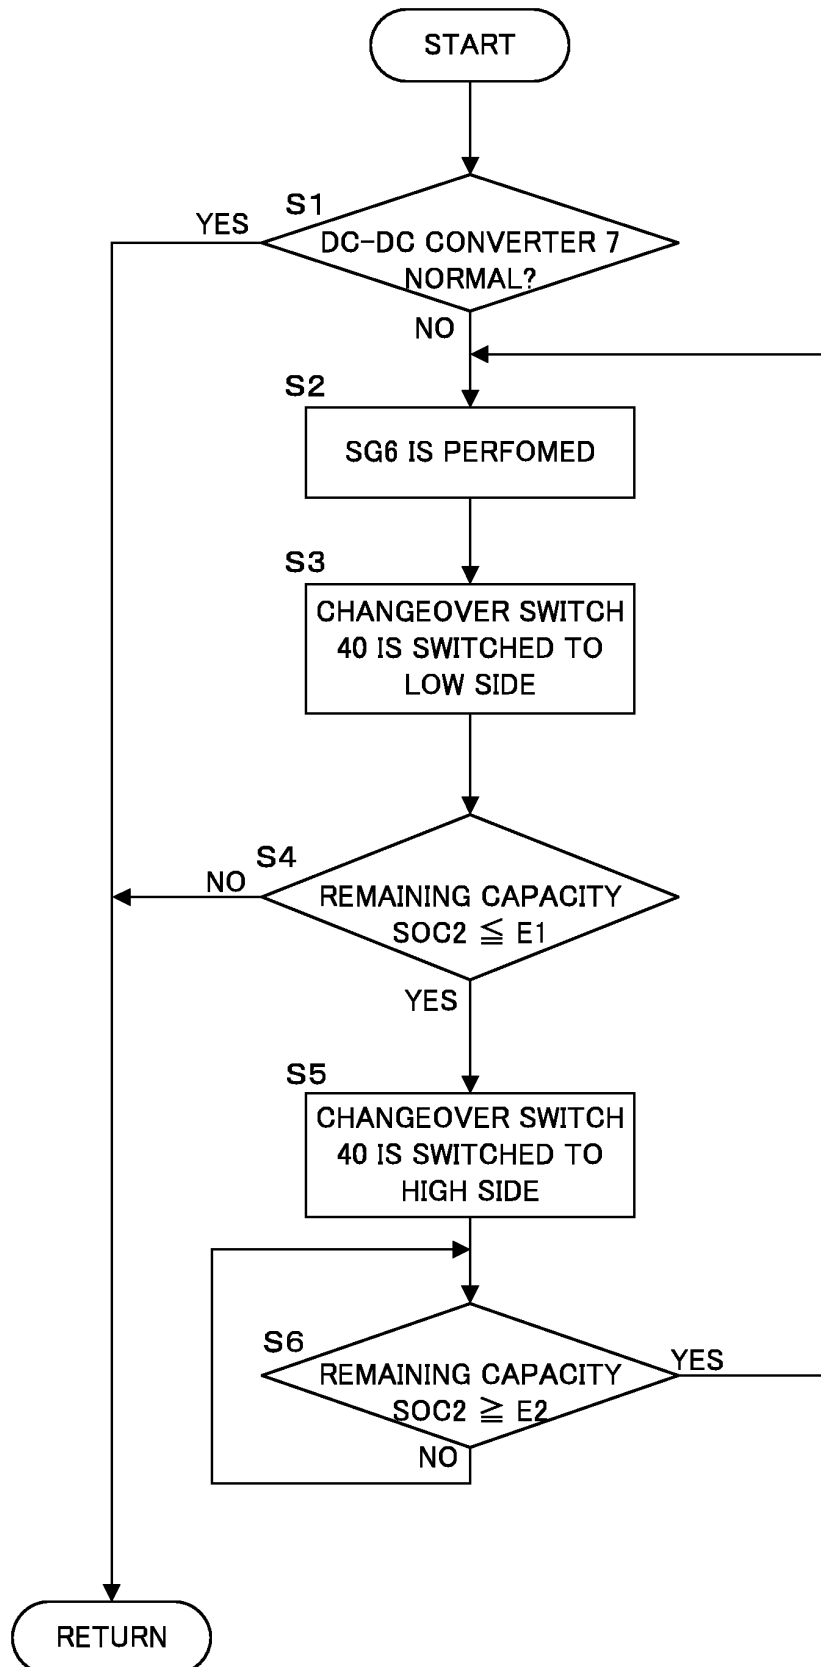 START
S1
YES
DC-DC CONVERTER 7
NORMAL?
NO
S2
SG6 IS PERFOMED
S3
CHANGEOVER SWITCH
40 IS SWITCHED TO
LOW SIDE
S4
NO
REMAINING CAPACITY
SOC2 ≦ E1
YES
S5
CHANGEOVER SWITCH
40 IS SWITCHED TO
HIGH SIDE
S6
REMAINING CAPACITY
SOC2 ≧ E2
YES
NO
RETURN